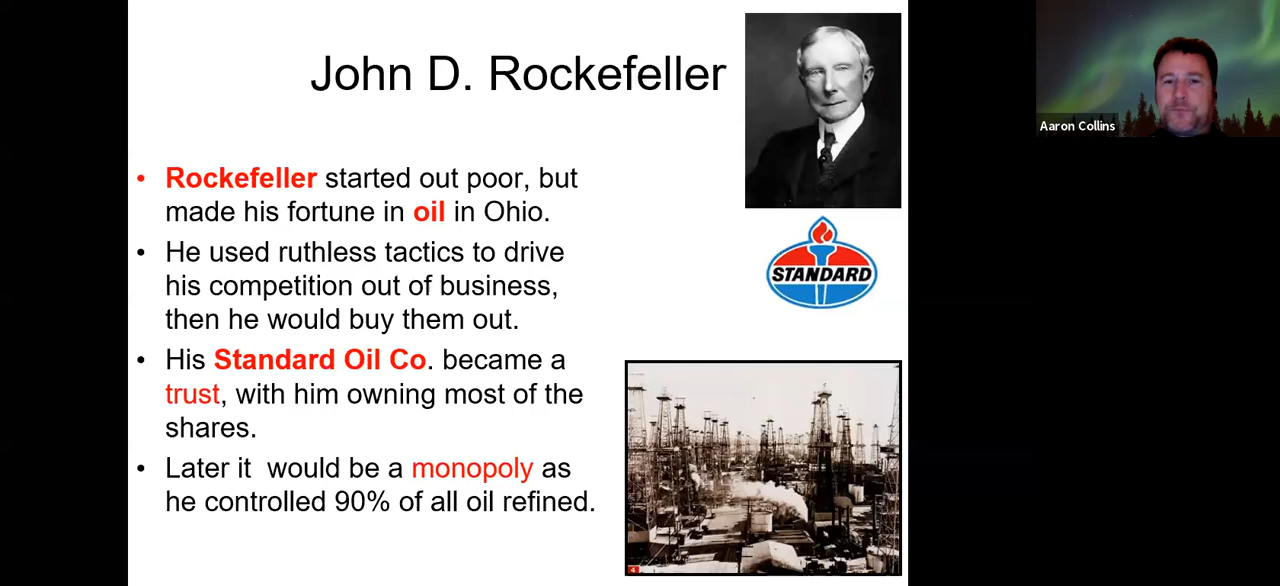 John D. Rockefeller
Aaron Collins
• Rockefeller started out poor, but
made his fortune in oil in Ohio.
• He used ruthless tactics to drive
his competition out of business,
then he would buy them out.
STANDARD
• His Standard Oil Co. became a
trust, with him owning most of the
shares.
• Later it  would be a monopoly as
he controlled 90% of all oil refined.
4